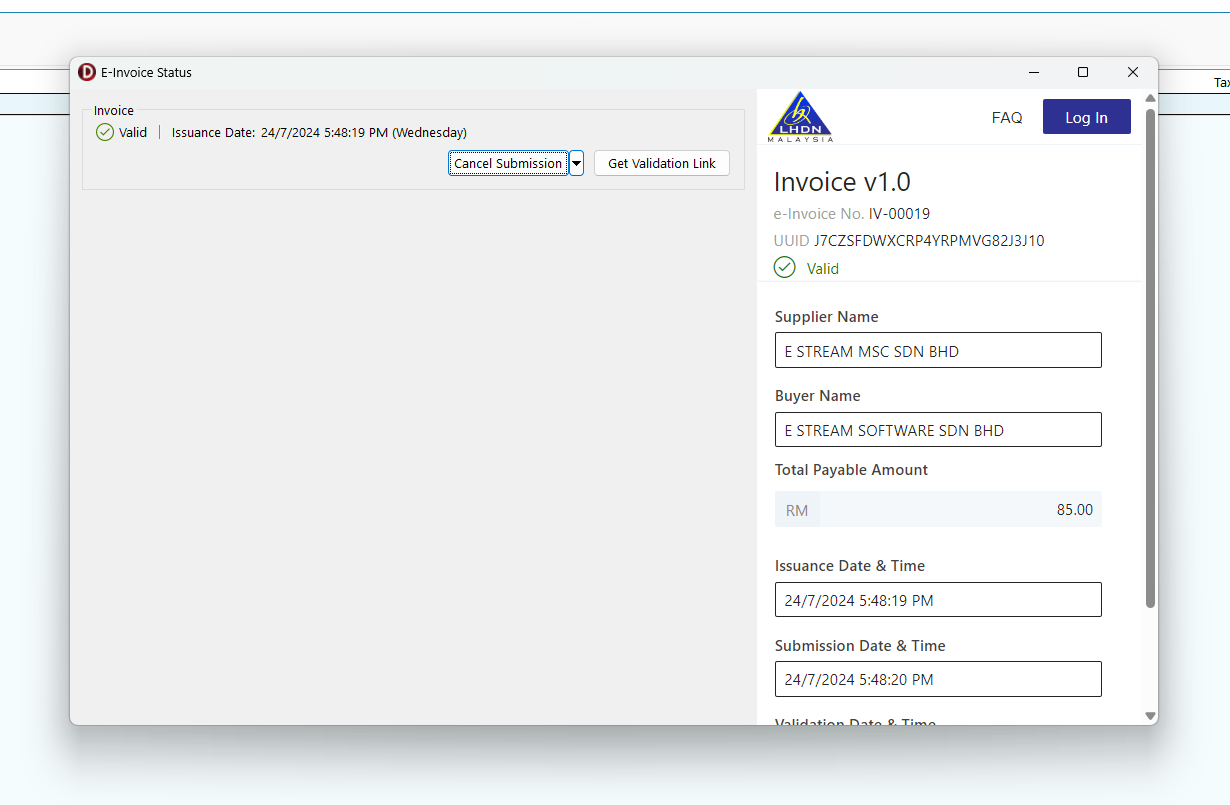 E-Invoice Status
Tax
Invoice
Valid Issuance Date: 24/7/2024 5:48:19 PM (Wednesday)
Cancel Submission Get Validation Link
LHDN
MALAYSIA
FAQ Log In
Invoice v1.0
e-Invoice No. IV-00019
UUID J7CZSFDWXCRP4YRPMVG82J3J10
Valid
Supplier Name
E STREAM MSC SDN BHD
Buyer Name
E STREAM SOFTWARE SDN BHD
Total Payable Amount
RM 85.00
Issuance Date & Time
24/7/2024 5:48:19 PM
Submission Date & Time
24/7/2024 5:48:20 PM
Validation Date & Time